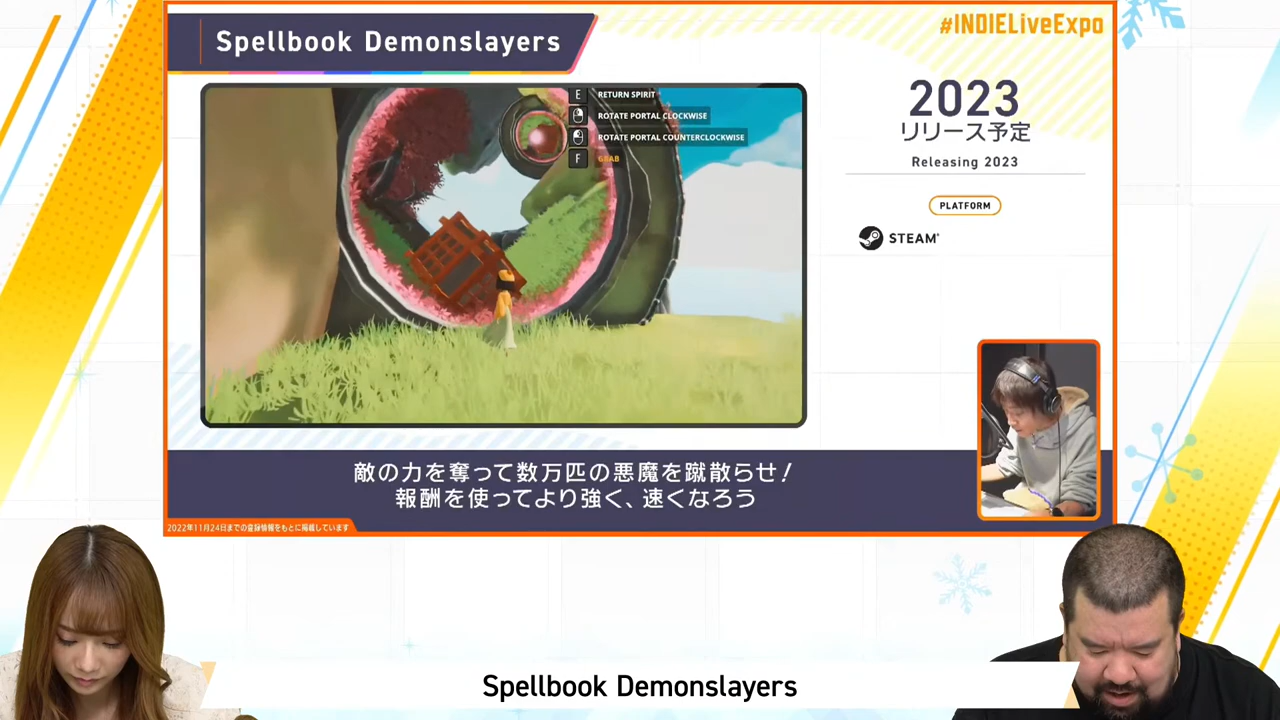 Spellbook Demonslayers
#INDIELiveExpo
E RETURN SPIRIT
ROTATE PORTAL CLOCKWISE
ROTATE PORTAL COUNTERCLOCKWISE
F GRAB
2023
リリース予定
Releasing 2023
PLATFORM
STEAM
敵の力を奪って数万匹の悪魔を蹴散らせ!
報酬を使ってより強く、速くなろう
2022年11月24日までの登録情報をもとに掲載しています
Spellbook Demonslayers